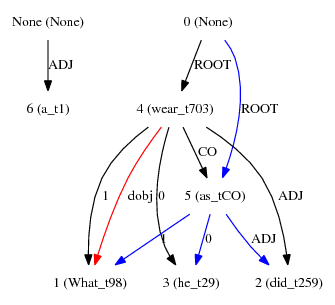 None (None) 0 (None)
ADJ ROOT
6 (a_t1) 4 (wear_t703) ROOT
CO
1 dobj 0 5 (as_tCO) ADJ
1 0 ADJ
1 (What_t98) 3 (he_t29) 2 (did_t259)